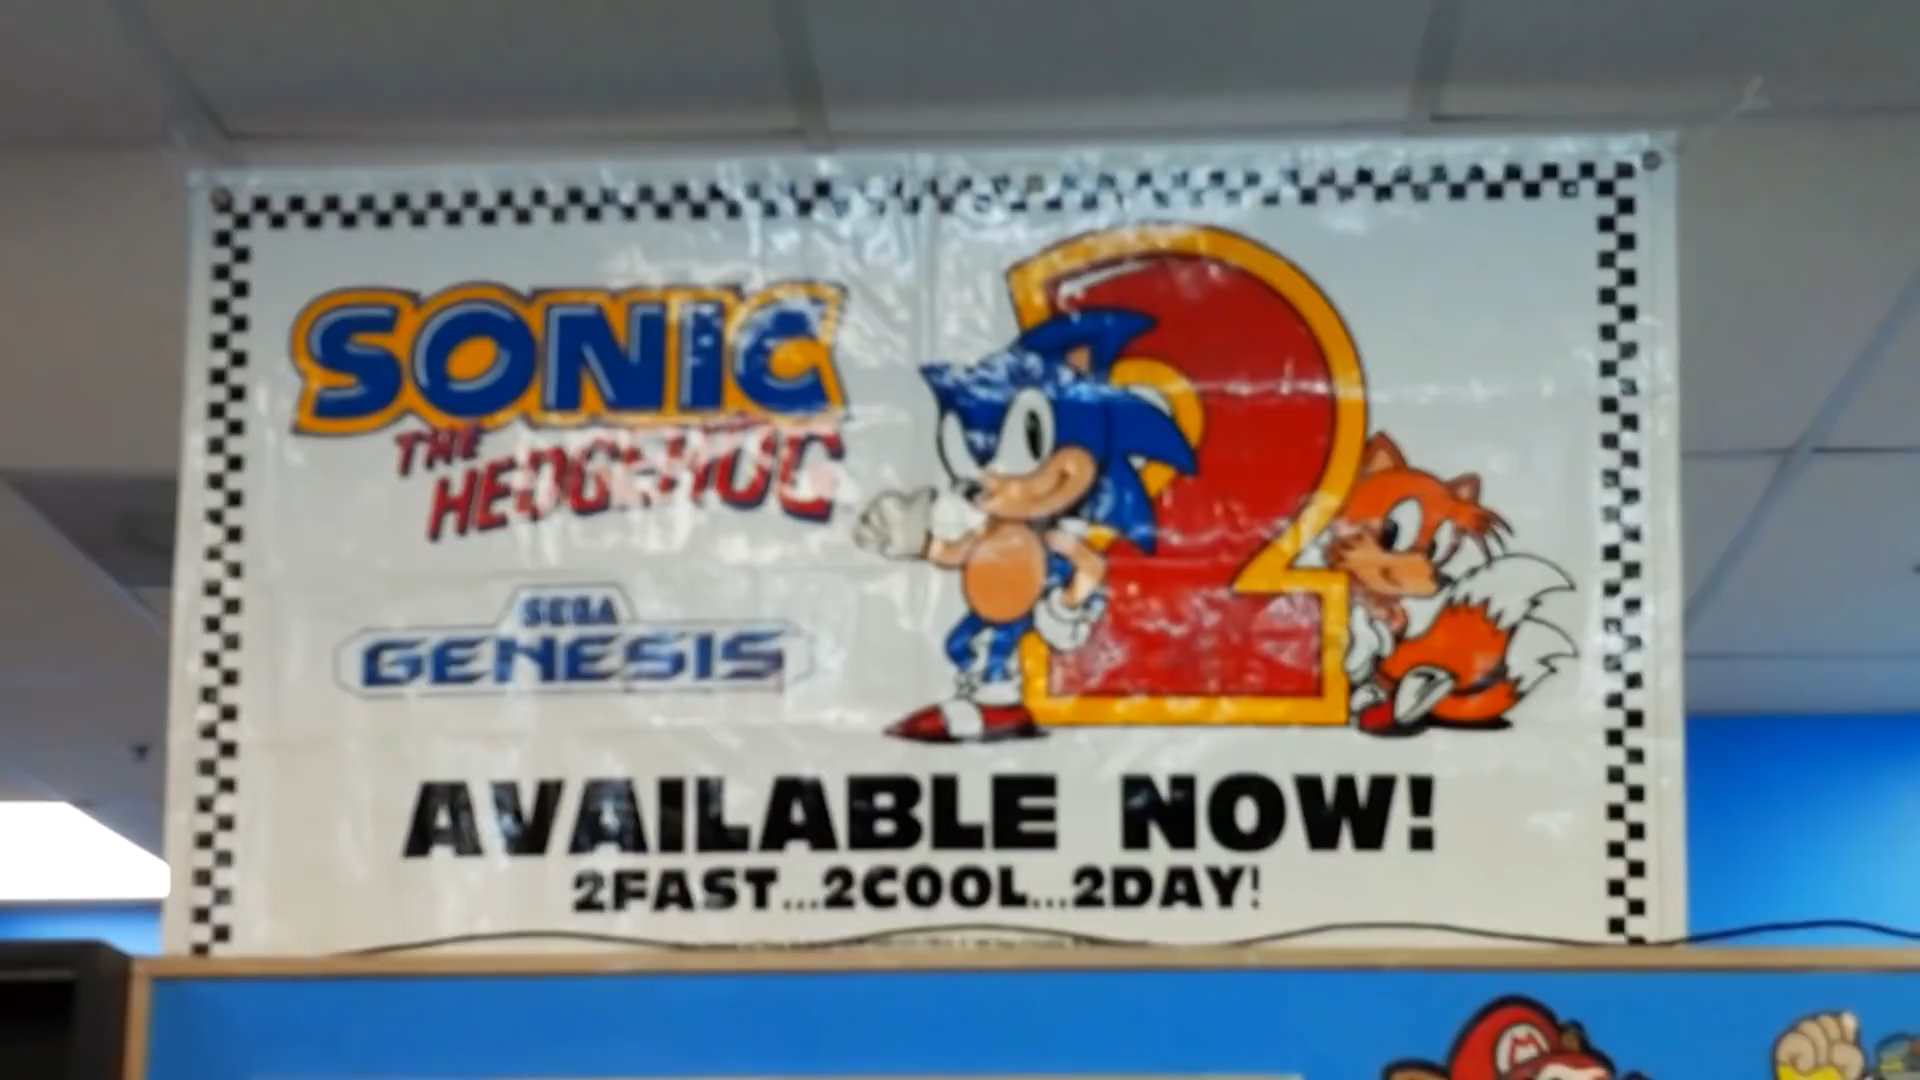 SONIC
THE
HEDGEHOG
2
SEGA
GENESIS
AVAILABLE NOW!
2FAST...2COOL...2DAY!
M